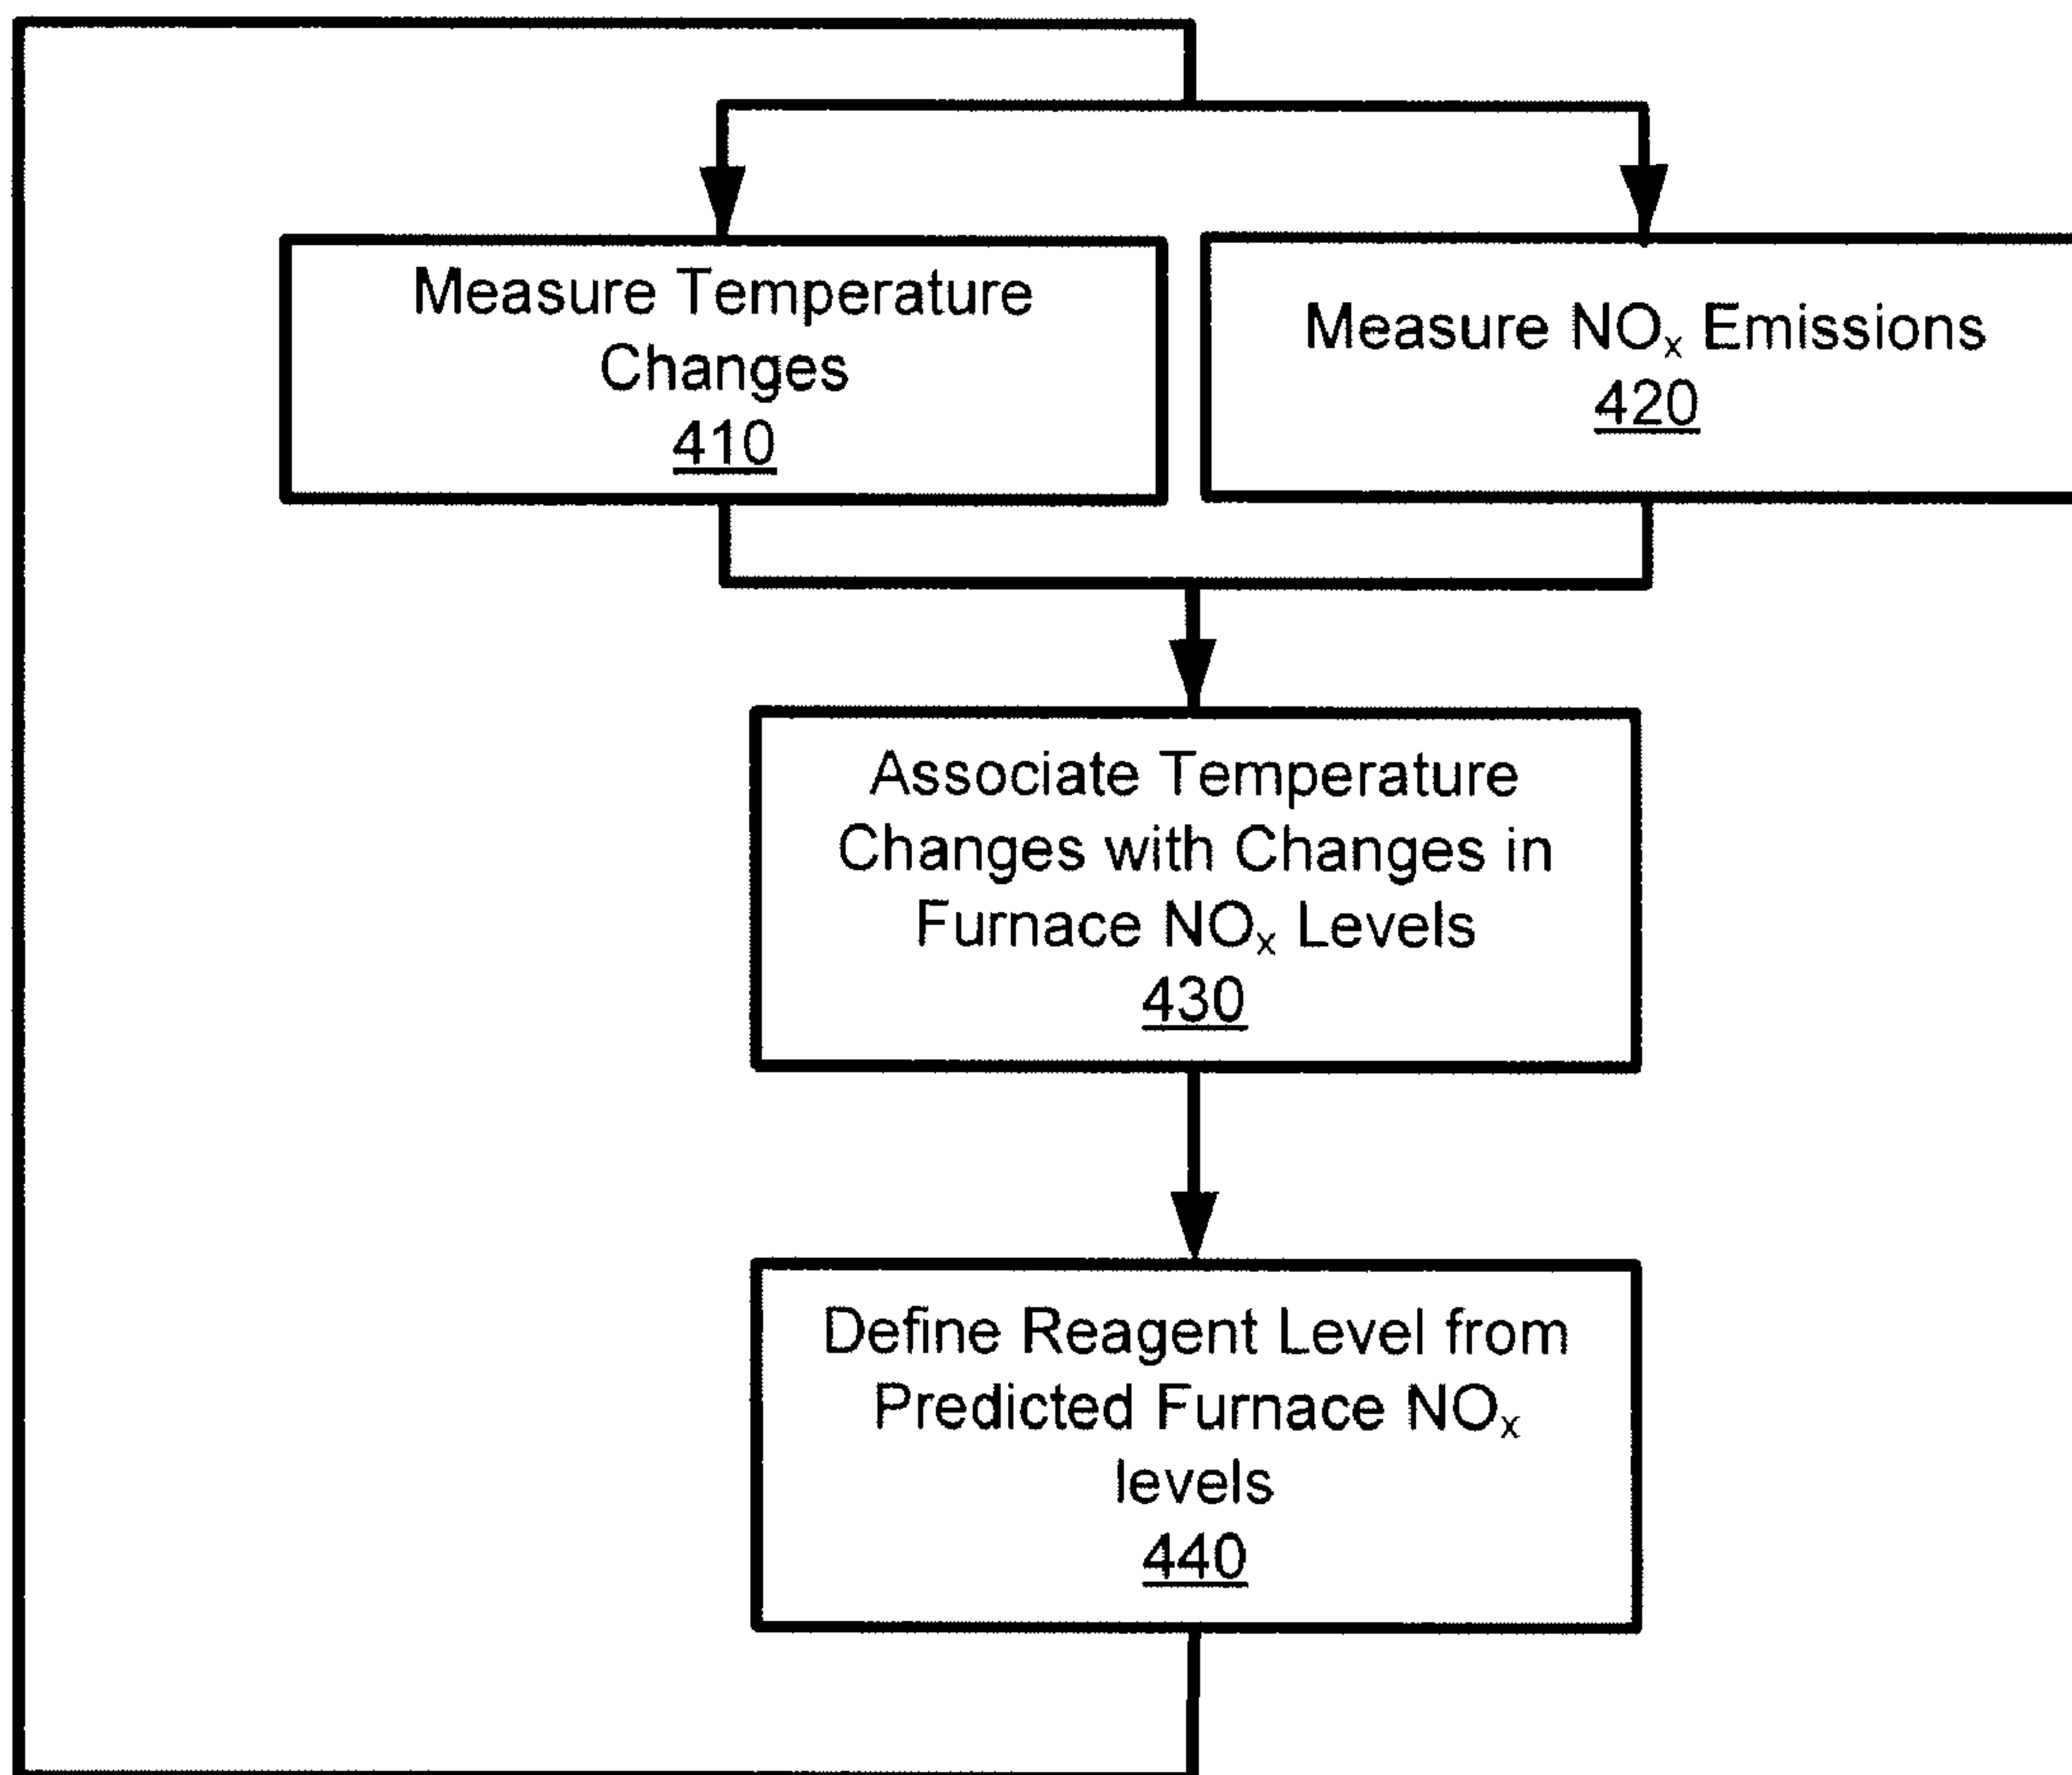 Measure Temperature
Changes
410
Measure NOₓ Emissions
420
Associate Temperature
Changes with Changes in
Furnace NOₓ Levels
430
Define Reagent Level from
Predicted Furnace NOₓ
levels
440